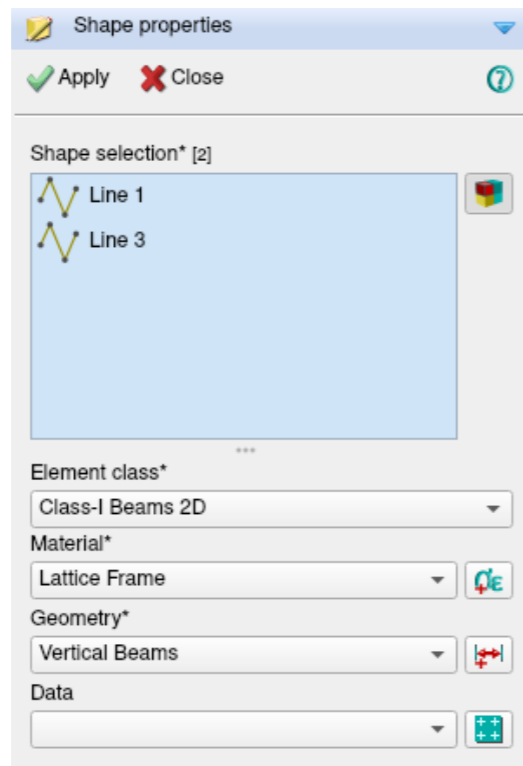 Shape properties
Apply Close
Shape selection* [2]
Line 1
Line 3
Element class*
Class-I Beams 2D
Material*
Lattice Frame
Geometry*
Vertical Beams
Data